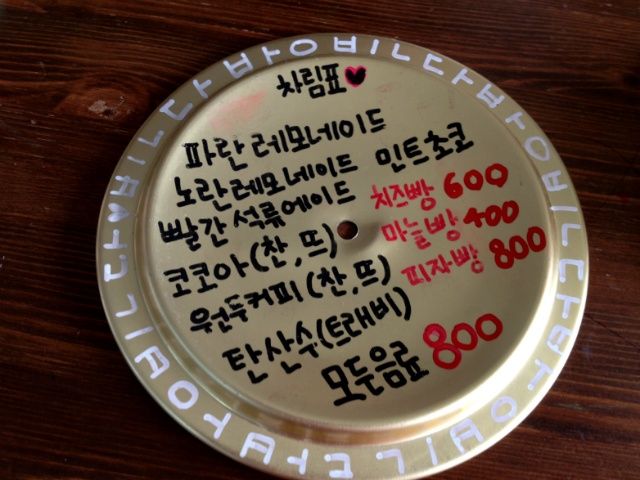 차림표
파란 레모네이드
노란 레모네이드 민트초코
빨간 석류에이드 치즈빵 600
코코아(찬,뜨) 마늘빵 400
원두커피(찬,뜨) 피자빵 800
탄산수(트래비)
모든음료 800